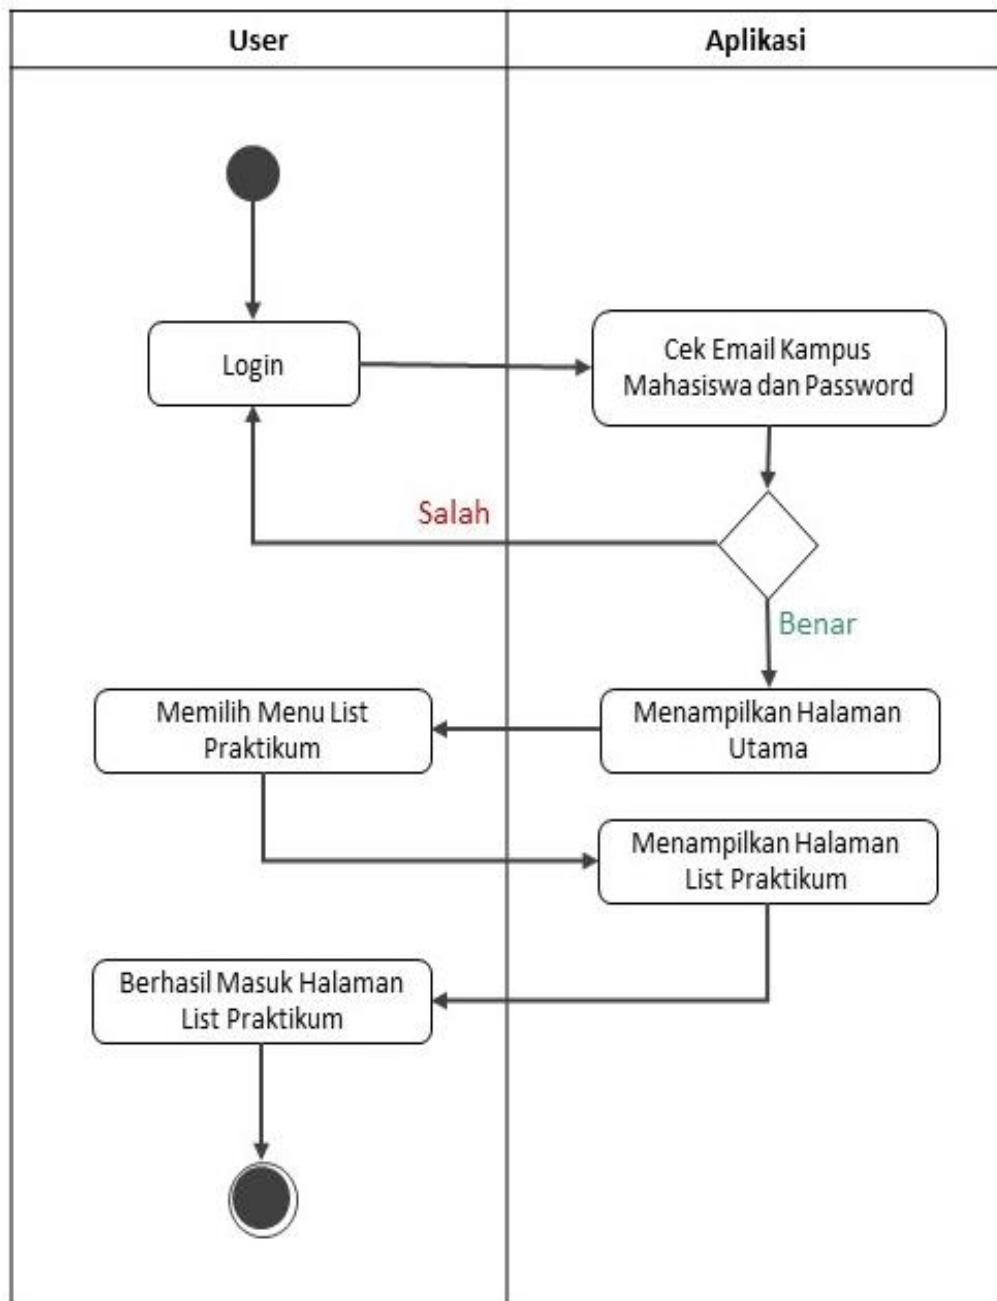 User
Aplikasi
Login
Cek Email Kampus
Mahasiswa dan Password
Salah
Benar
Memilih Menu List
Praktikum
Menampilkan Halaman
Utama
Menampilkan Halaman
List Praktikum
Berhasil Masuk Halaman
List Praktikum